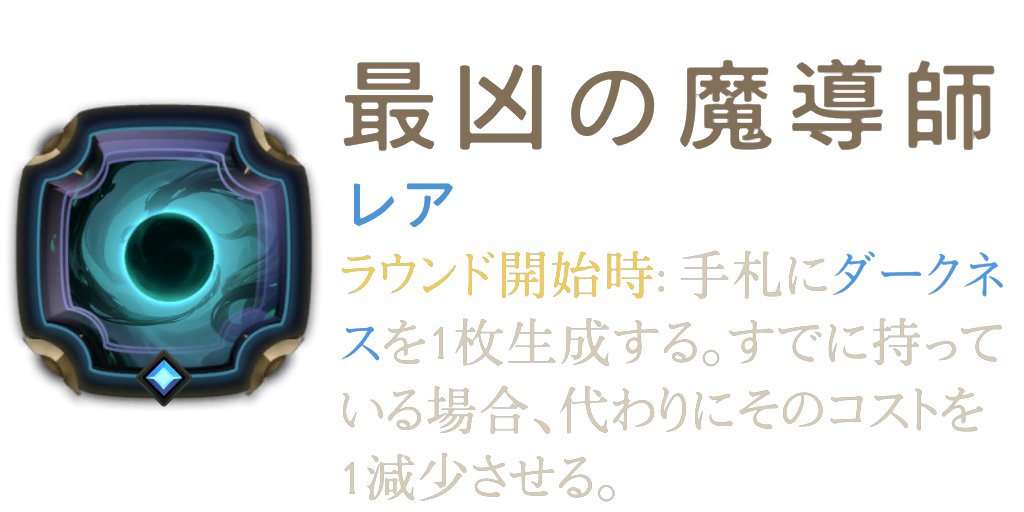 最凶の魔導師
レア
ラウンド開始時: 手札にダークネ
スを1枚生成する。すでに持って
いる場合、代わりにそのコストを
1減少させる。